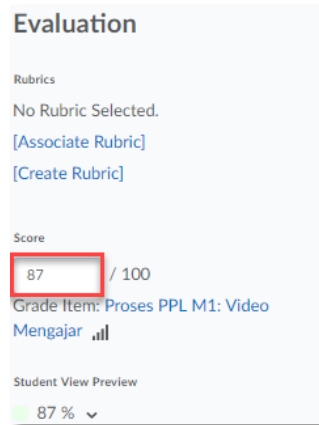 Evaluation
Rubrics
No Rubric Selected.
[Associate Rubric]
[Create Rubric]
Score
87 / 100
Grade Item: Proses PPL M1: Video
Mengajar
Student View Preview
87 %